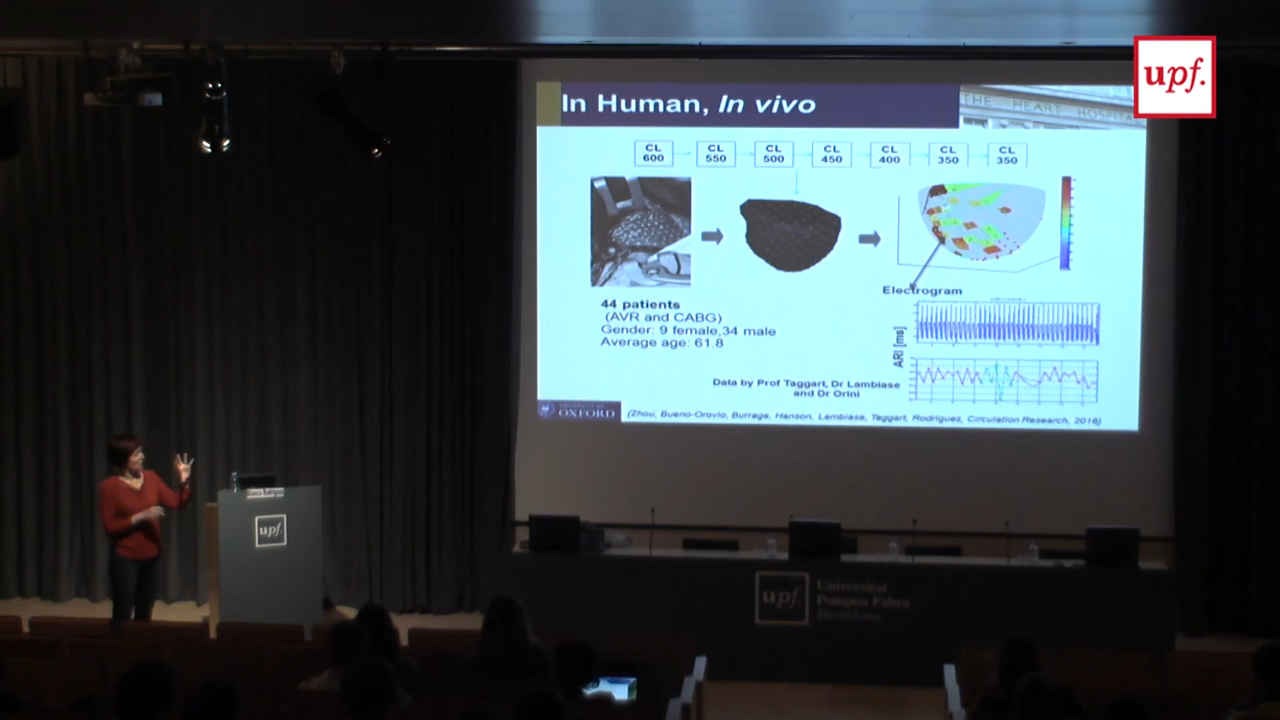 upf.
In Human, In vivo
THE HEART HOSPITAL
CL 600
CL 550
CL 500
CL 450
CL 400
CL 350
CL 350
44 patients
(AVR and CABG)
Gender: 9 female,34 male
Average age: 61.8
Electrogram
ARI [ms]
Data by Prof Taggart, Dr Lambiase
and Dr Orini
OXFORD
(Zhou, Bueno-Orovio, Burrage, Hanson, Lambiase, Taggart, Rodriguez, Circulation Research, 2016)
upf.
upf.
Universitat
Pompeu Fabra
Barcelona